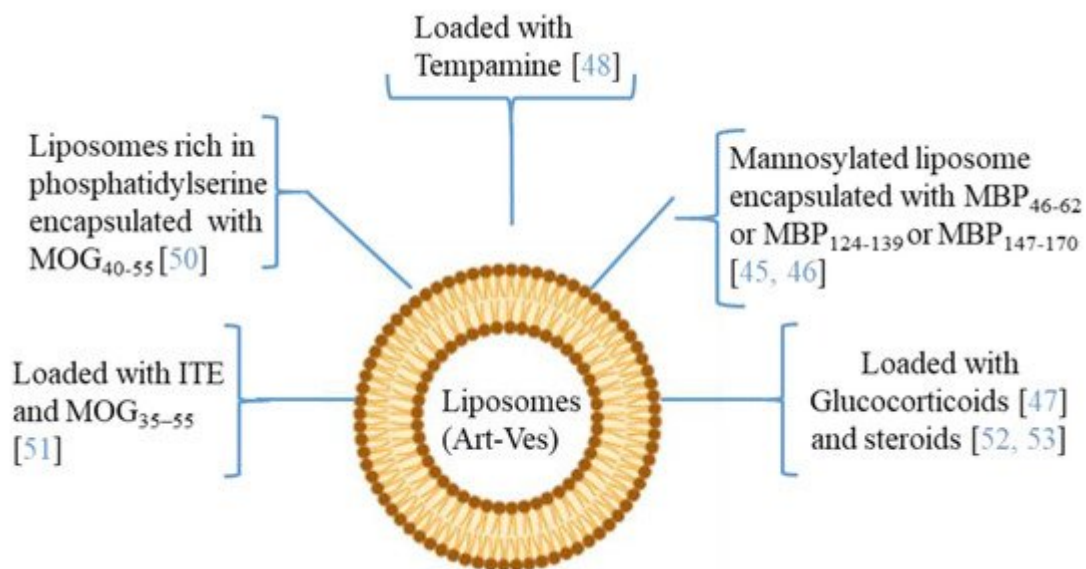 Loaded with
Tempamine [48]
Liposomes rich in
phosphatidylserine
encapsulated with
MOG₄₀₋₅₅ [50]
Mannosylated liposome
encapsulated with MBP₄₆₋₆₂
or MBP₁₂₄₋₁₃₉ or MBP₁₄₇₋₁₇₀
[45, 46]
Loaded with ITE
and MOG₃₅₋₅₅
[51]
Liposomes
(Art-Ves)
Loaded with
Glucocorticoids [47]
and steroids [52, 53]